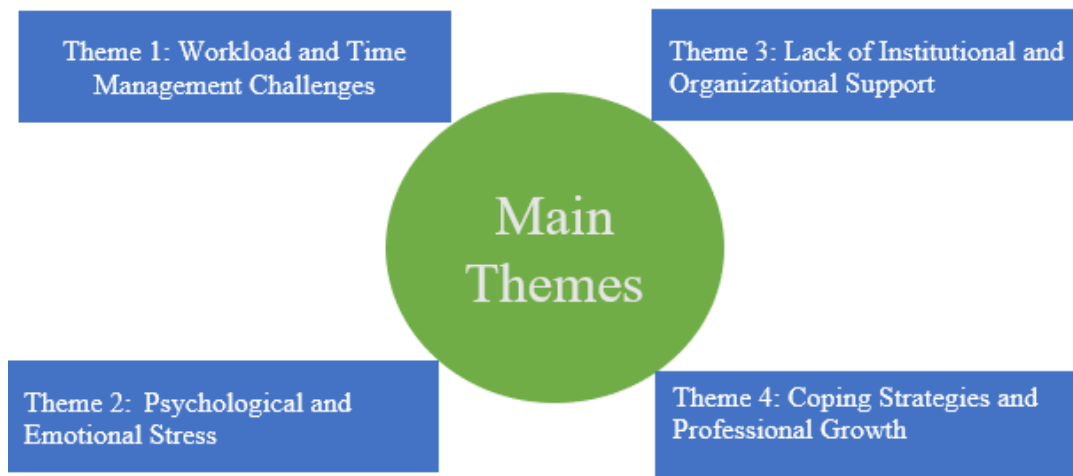 Theme 1: Workload and Time
Management Challenges
Theme 3: Lack of Institutional and
Organizational Support
Main
Themes
Theme 2:  Psychological and
Emotional Stress
Theme 4: Coping Strategies and
Professional Growth